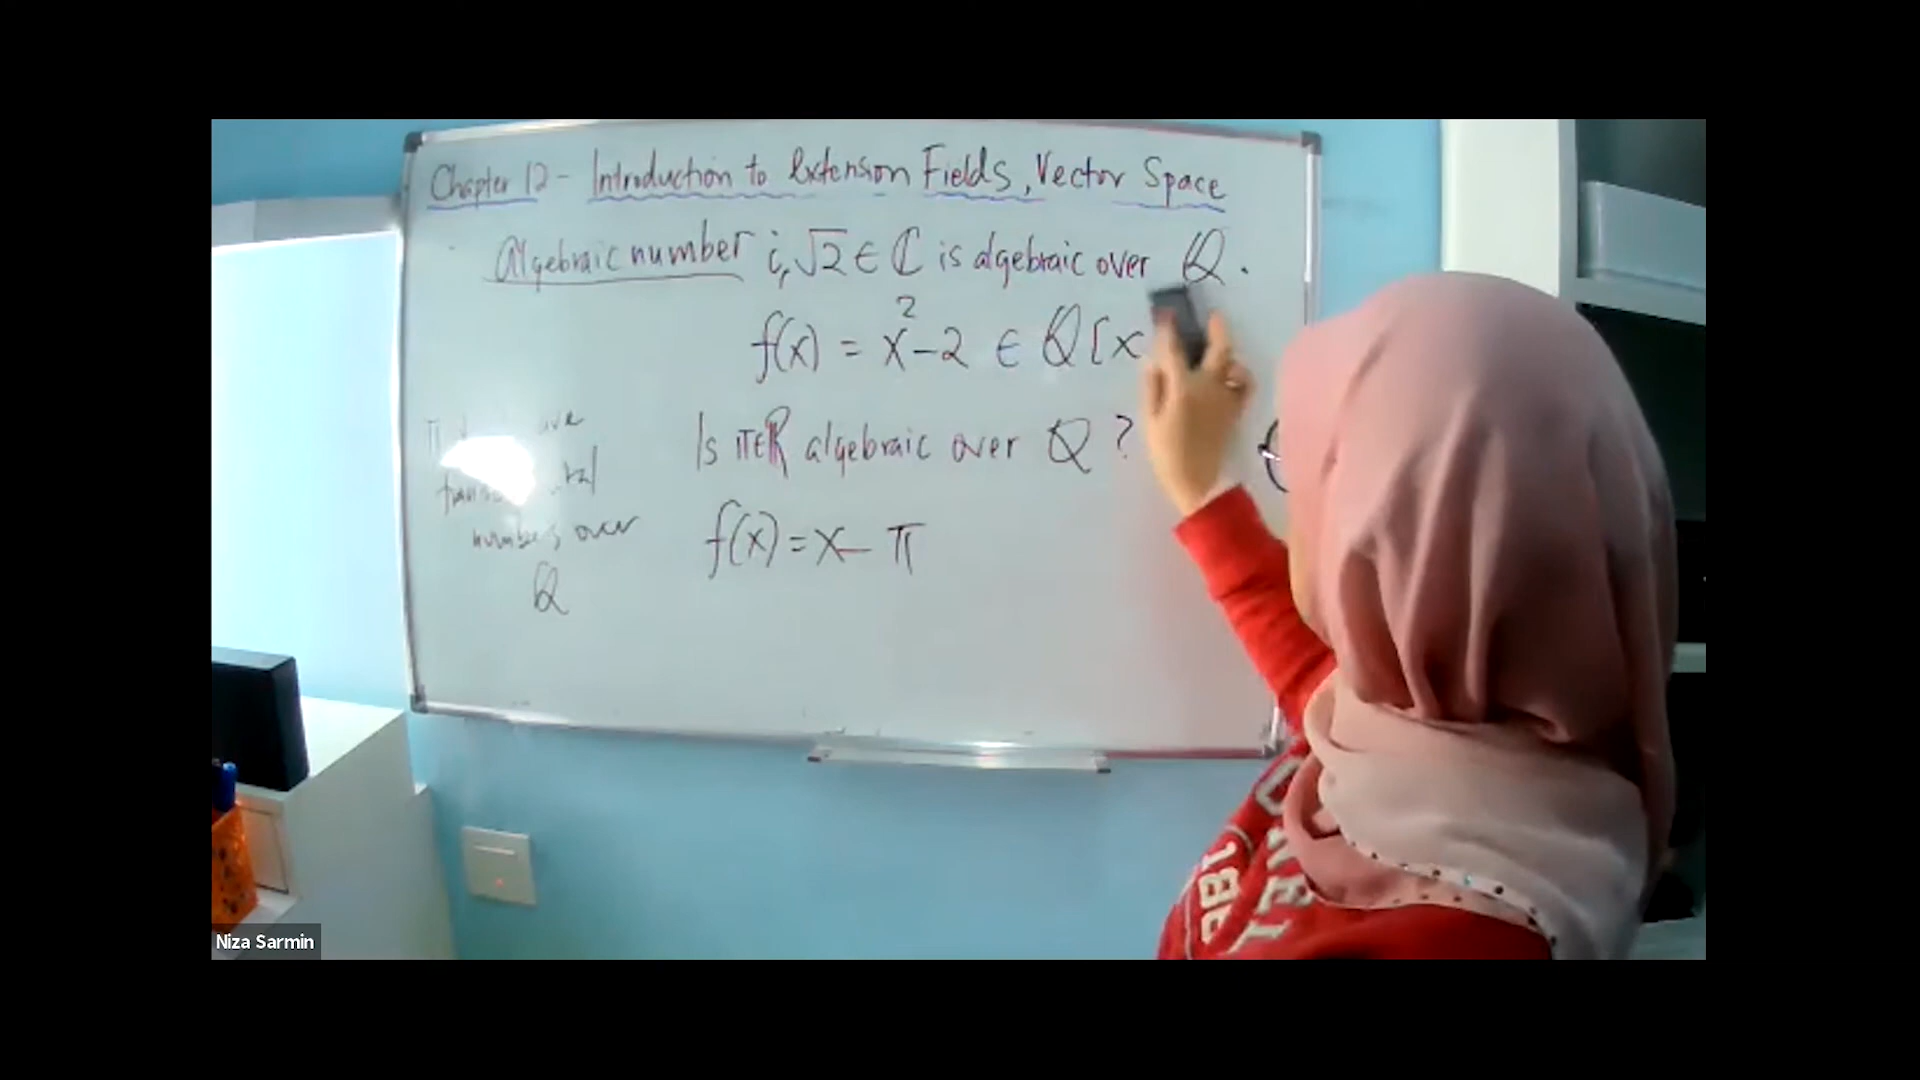 Chapter 12 - Introduction to Extension Fields, Vector Space
Algebraic number i, √2 ∈ ℂ is algebraic over ℚ.
f(x) = x² - 2 ∈ ℚ[x
Is π∈ℝ algebraic over ℚ?
f(x) = x - π
π
numbers over
ℚ
Niza Sarmin